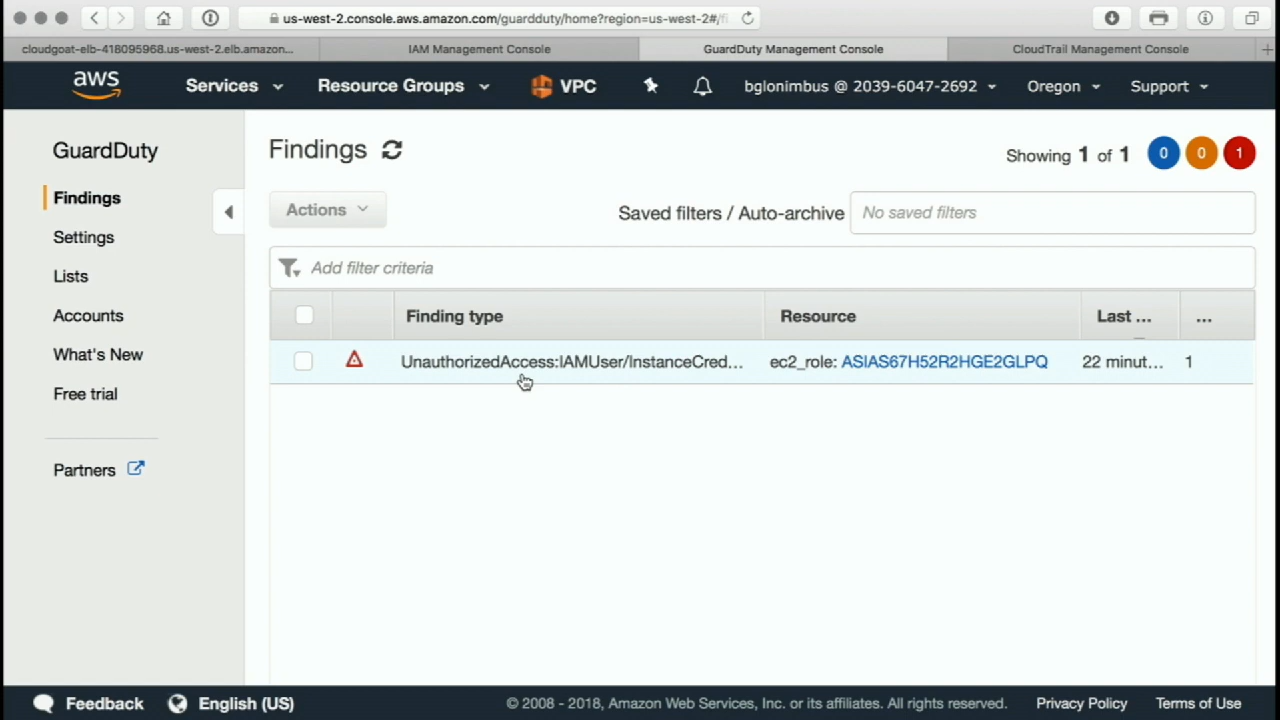 us-west-2.console.aws.amazon.com/guardduty/home?region=us-west-2#/fi
cloudgoat-elb-418095968.us-west-2.elb.amazon...
IAM Management Console
GuardDuty Management Console
CloudTrail Management Console
aws
Services
Resource Groups
VPC
bglonimbus @ 2039-6047-2692
Oregon
Support
GuardDuty
Findings
Settings
Lists
Accounts
What's New
Free trial
Partners
Findings
Showing 1 of 1
0
0
1
Actions
Saved filters / Auto-archive
No saved filters
Add filter criteria
Finding type
Resource
Last ...
...
UnauthorizedAccess:IAMUser/InstanceCred...
ec2_role: ASIAS67H52R2HGE2GLPQ
22 minut...
1
Feedback
English (US)
© 2008 - 2018, Amazon Web Services, Inc. or its affiliates. All rights reserved.
Privacy Policy
Terms of Use